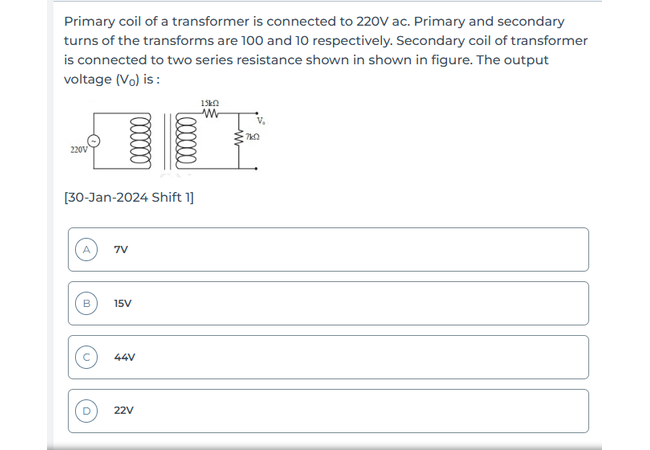 Primary coil of a transformer is connected to 220V ac. Primary and secondary
turns of the transforms are 100 and 10 respectively. Secondary coil of transformer
is connected to two series resistance shown in shown in figure. The output
voltage (V₀) is :
15kΩ
Vₒ
7kΩ
~
220V
[30-Jan-2024 Shift 1]
A 7V
B 15V
C 44V
D 22V